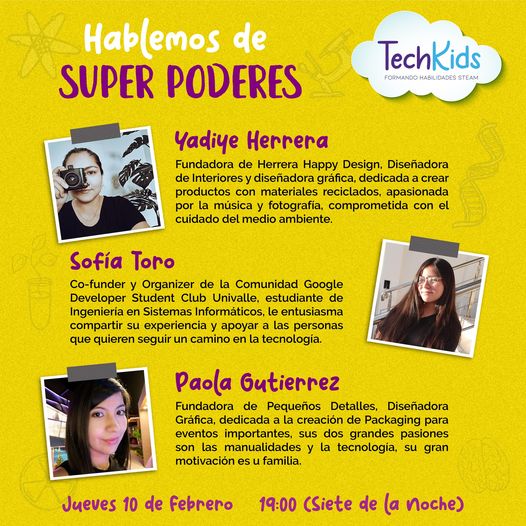 Hablemos de
SUPER PODERES
TechKids
FORMANDO HABILIDADES STEAM
Yadiye Herrera
Fundadora de Herrera Happy Design, Diseñadora
de Interiores y diseñadora gráfica, dedicada a crear
productos con materiales reciclados, apasionada
por la música y fotografía, comprometida con el
cuidado del medio ambiente.
Sofía Toro
Co-funder y Organizer de la Comunidad Google
Developer Student Club Univalle, estudiante de
Ingeniería en Sistemas Informáticos, le entusiasma
compartir su experiencia y apoyar a las personas
que quieren seguir un camino en la tecnología.
Paola Gutierrez
Fundadora de Pequeños Detalles, Diseñadora
Gráfica, dedicada a la creación de Packaging para
eventos importantes, sus dos grandes pasiones
son las manualidades y la tecnología, su gran
motivación es u familia.
Jueves 10 de Febrero 19:00 (Siete de la Noche)